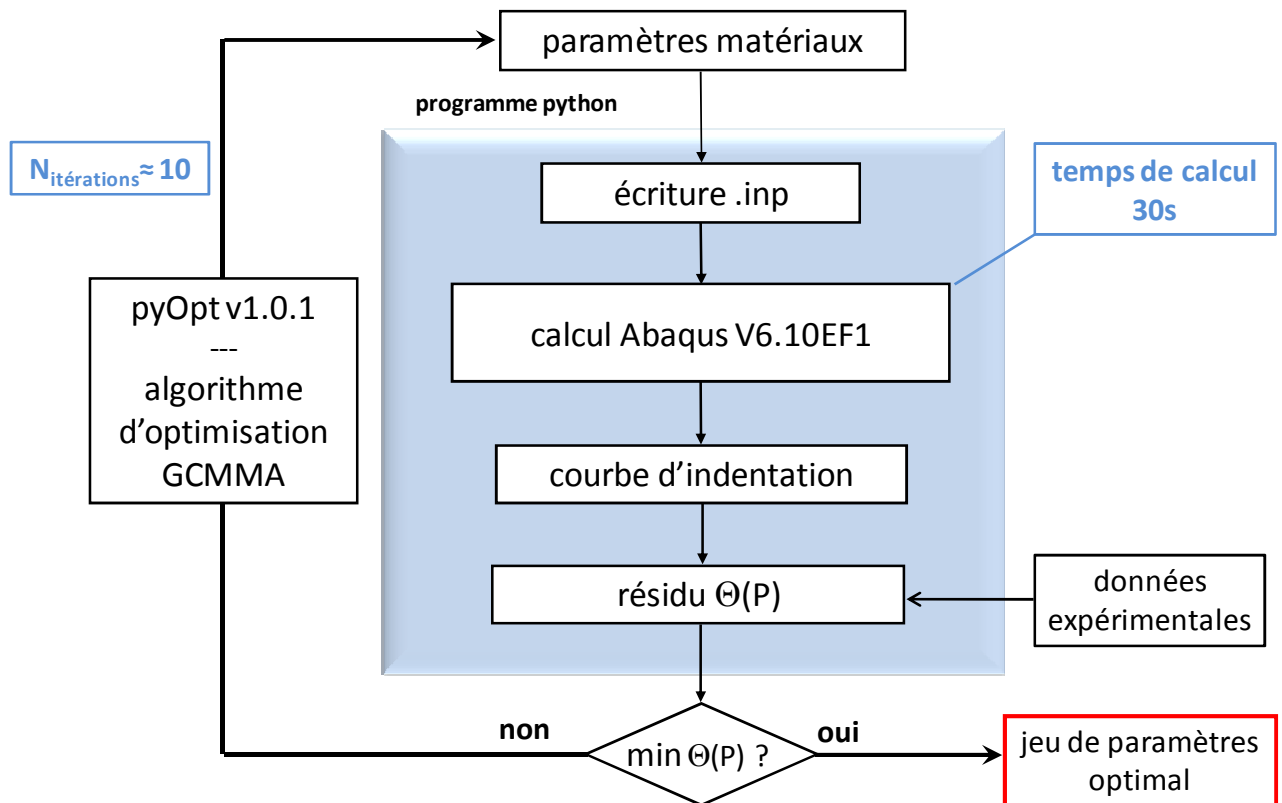 paramètres matériaux
programme python
N itérations ≈ 10
écriture .inp
temps de calcul
30s
pyOpt v1.0.1
---
algorithme
d'optimisation
GCMMA
calcul Abaqus V6.10EF1
courbe d'indentation
résidu Θ(P)
données
expérimentales
non
min Θ(P) ?
oui
jeu de paramètres
optimal